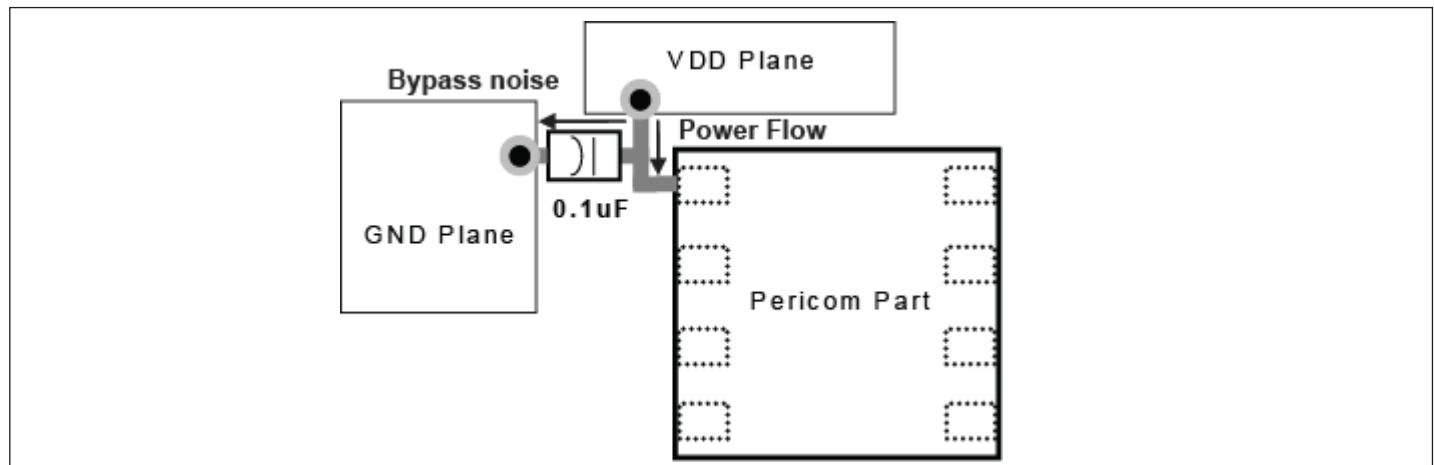 VDD Plane
Bypass noise
Power Flow
0.1uF
GND Plane
Pericom Part